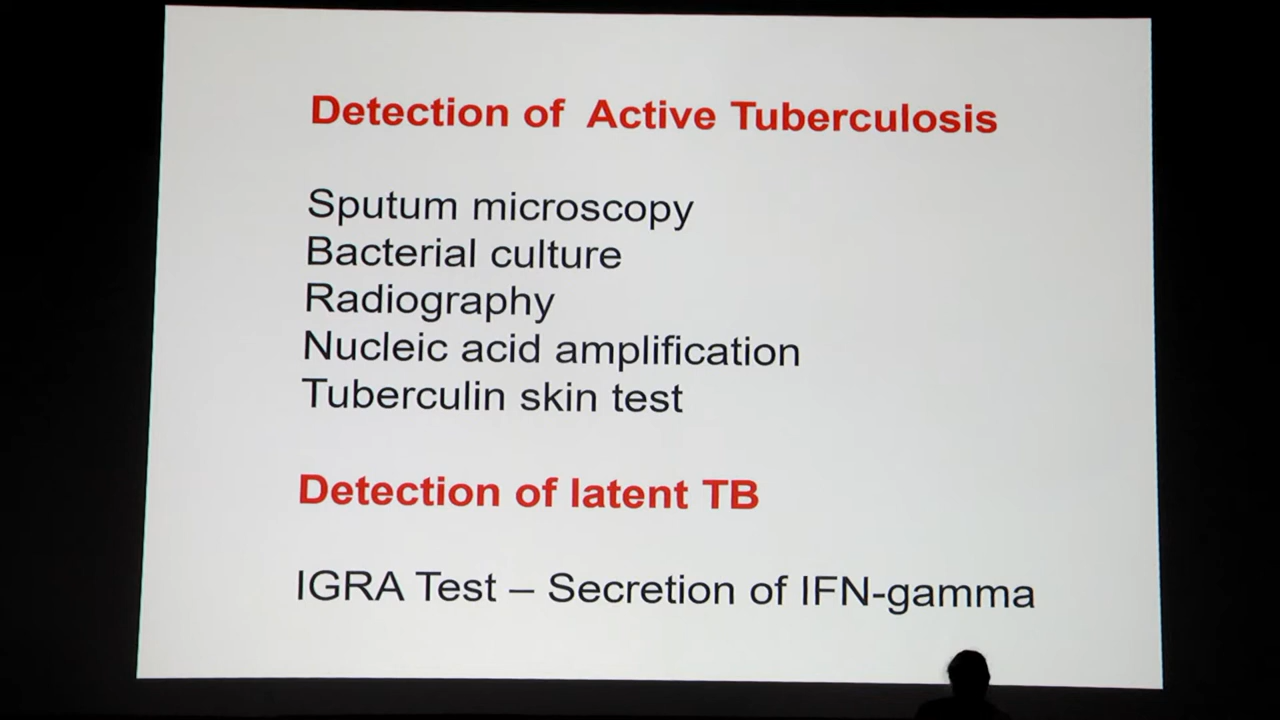 Detection of Active Tuberculosis
Sputum microscopy
Bacterial culture
Radiography
Nucleic acid amplification
Tuberculin skin test
Detection of latent TB
IGRA Test – Secretion of IFN-gamma